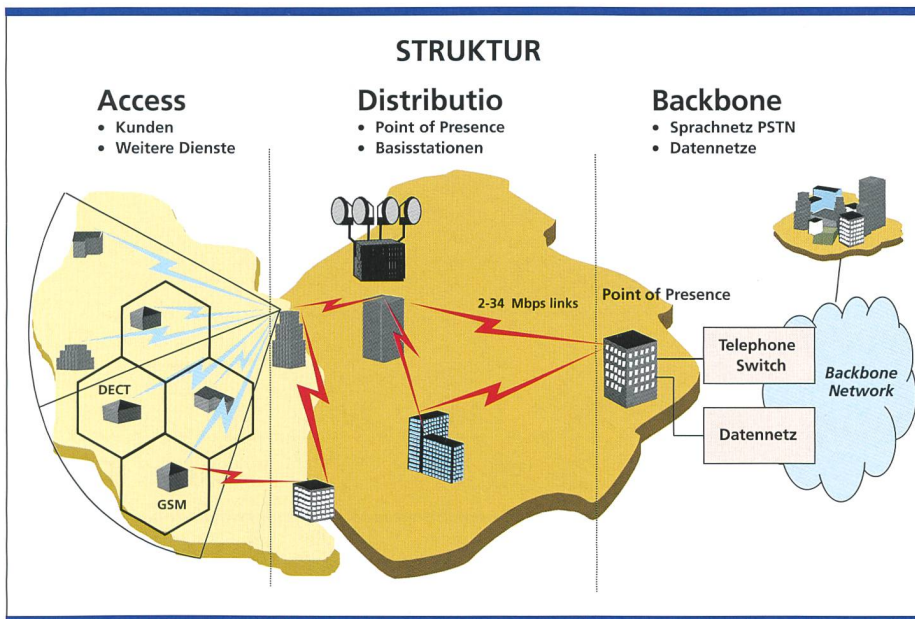 STRUKTUR
Access
• Kunden
• Weitere Dienste
Distributio
• Point of Presence
• Basisstationen
Backbone
• Sprachnetz PSTN
• Datennetze
2-34 Mbps links
Point of Presence
Telephone
Switch
Backbone
Network
Datennetz
DECT
GSM